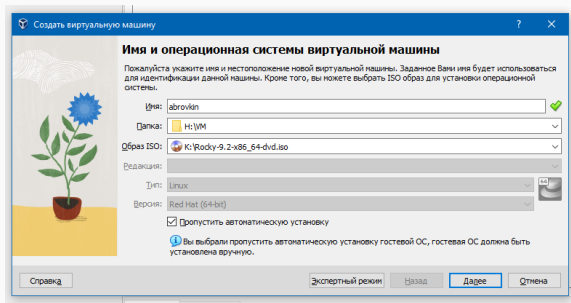 Создать виртуальную машину
?
Имя и операционная системы виртуальной машины
Пожалуйста укажите имя и местоположение новой виртуальной машины. Заданное Вами имя будет использоваться
для идентификации данной машины. Кроме того, вы можете выбрать ISO образ для установки операционной
системы.
Имя: abrovkin
Папка: H:\VM
Образ ISO: K:\Rocky-9.2-x86_64-dvd.iso
Редакция:
Тип: Linux
64
Версия: Red Hat (64-bit)
Пропустить автоматическую установку
Вы выбрали пропустить автоматическую установку гостевой ОС, гостевая ОС должна быть
установлена вручную.
Справка Экспертный режим Назад Далее Отмена